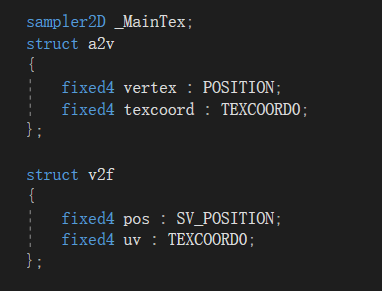 sampler2D _MainTex;
struct a2v
{
    fixed4 vertex : POSITION;
    fixed4 texcoord : TEXCOORD0;
};

struct v2f
{
    fixed4 pos : SV_POSITION;
    fixed4 uv : TEXCOORD0;
};